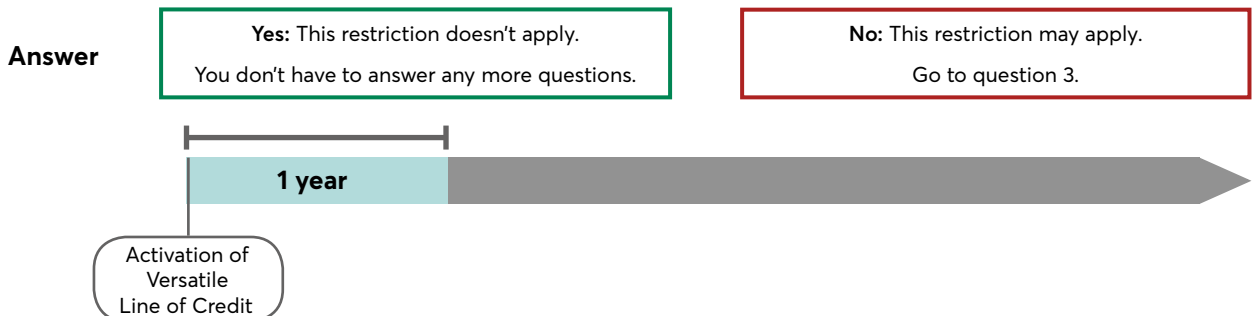 Answer
Yes: This restriction doesn't apply.
You don't have to answer any more questions.
No: This restriction may apply.
Go to question 3.
1 year
Activation of
Versatile
Line of Credit